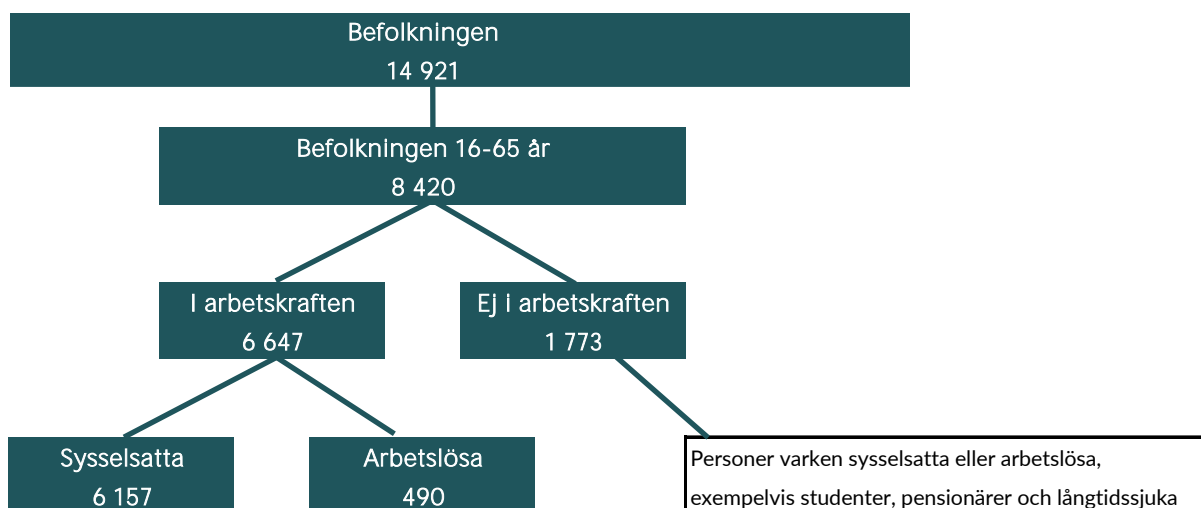 Befolkningen
14 921
Befolkningen 16-65 år
8 420
I arbetskraften
6 647
Ej i arbetskraften
1 773
Sysselsatta
6 157
Arbetslösa
490
Personer varken sysselsatta eller arbetslösa,
exempelvis studenter, pensionärer och långtidssjuka